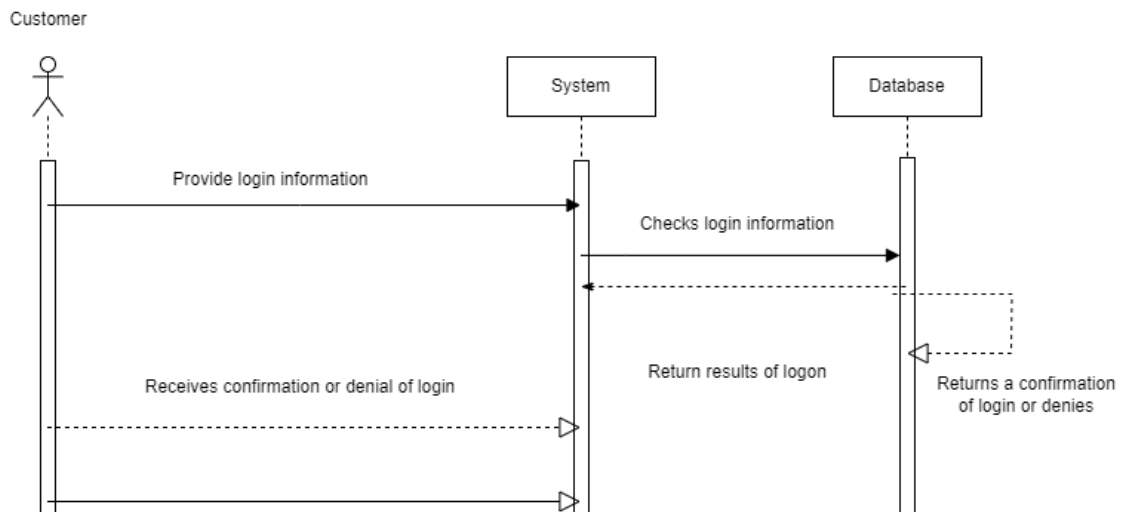 Customer
System
Database
Provide login information
Checks login information
Return results of logon
Receives confirmation or denial of login
Returns a confirmation
of login or denies